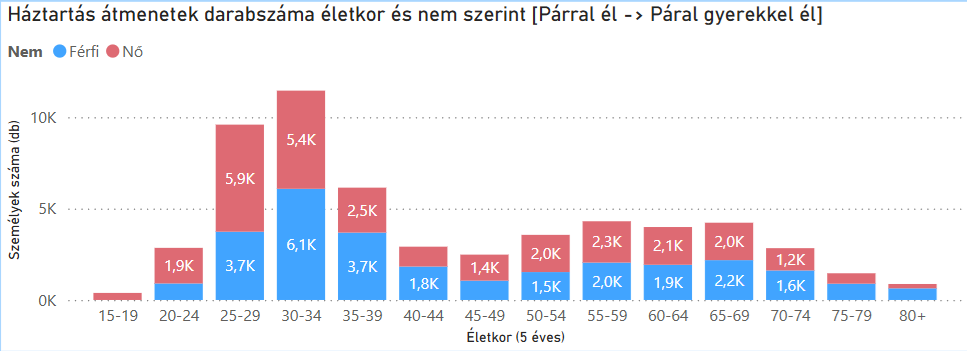 Háztartás átmenetek darabszáma életkor és nem szerint [Párral él -> Páral gyerekkel él]
Nem Férfi Nő
Személyek száma (db)
10K
5K
0K
1,9K
5,9K
3,7K
5,4K
6,1K
2,5K
3,7K
1,8K
1,4K
2,0K
1,5K
2,3K
2,0K
2,1K
1,9K
2,0K
2,2K
1,2K
1,6K
15-19 20-24 25-29 30-34 35-39 40-44 45-49 50-54 55-59 60-64 65-69 70-74 75-79 80+
Életkor (5 éves)